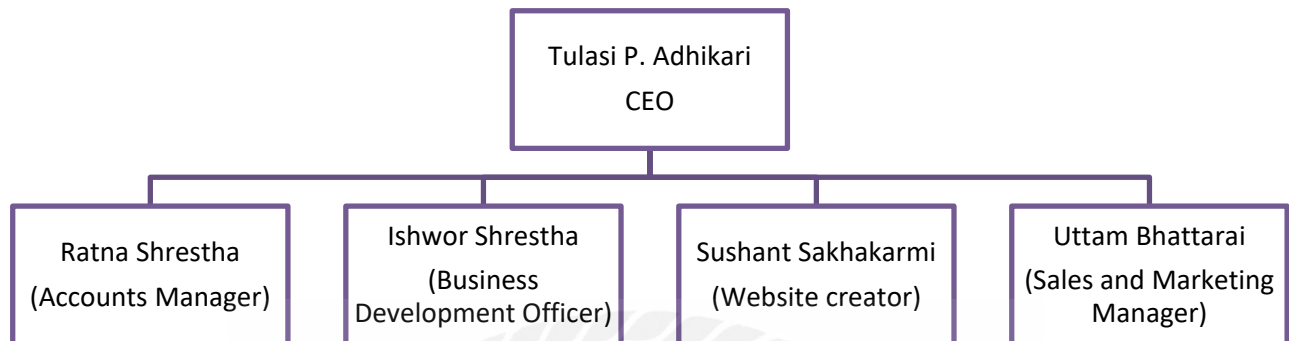 Tulasi P. Adhikari
CEO
Ratna Shrestha
(Accounts Manager)
Ishwor Shrestha
(Business
Development Officer)
Sushant Sakhakarmi
(Website creator)
Uttam Bhattarai
(Sales and Marketing
Manager)